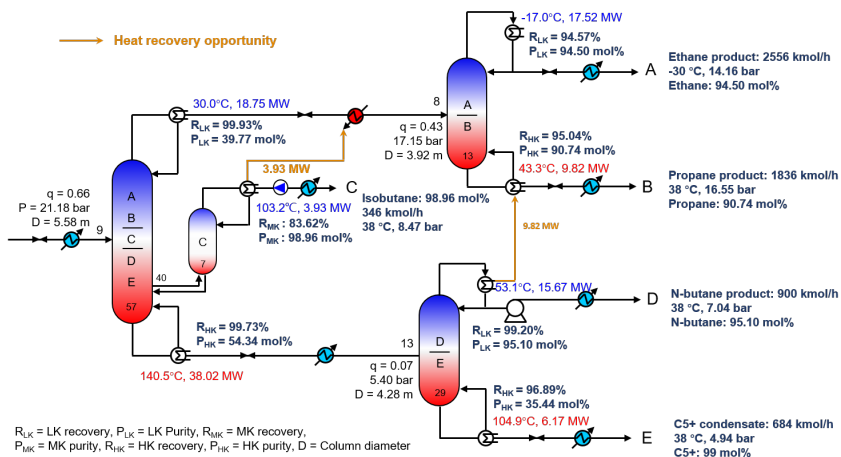 -17.0°C, 17.52 MW
Heat recovery opportunity
R_LK = 94.57%
P_LK = 94.50 mol%
A
Ethane product: 2556 kmol/h
-30 °C, 14.16 bar
Ethane: 94.50 mol%
30.0°C, 18.75 MW
R_LK = 99.93%
P_LK = 39.77 mol%
8
A
B
13
q = 0.43
17.15 bar
D = 3.92 m
R_HK = 95.04%
P_HK = 90.74 mol%
43.3°C, 9.82 MW
B
Propane product: 1836 kmol/h
38 °C, 16.55 bar
Propane: 90.74 mol%
3.93 MW
C
103.2°C, 3.93 MW
R_MK : 83.62%
P_MK : 98.96 mol%
Isobutane: 98.96 mol%
346 kmol/h
38 °C, 8.47 bar
q = 0.66
P = 21.18 bar
D = 5.58 m
9
A
B
C
D
E
57
40
C
7
9.82 MW
53.1°C, 15.67 MW
D
N-butane product: 900 kmol/h
38 °C, 7.04 bar
N-butane: 95.10 mol%
R_LK = 99.20%
P_LK = 95.10 mol%
R_HK = 99.73%
P_HK = 54.34 mol%
140.5°C, 38.02 MW
13
D
E
29
q = 0.07
5.40 bar
D = 4.28 m
R_HK = 96.89%
P_HK = 35.44 mol%
104.9°C, 6.17 MW
E
C5+ condensate: 684 kmol/h
38 °C, 4.94 bar
C5+: 99 mol%
R_LK = LK recovery, P_LK = LK Purity, R_MK = MK recovery,
P_MK = MK purity, R_HK = HK recovery, P_HK = HK purity, D = Column diameter